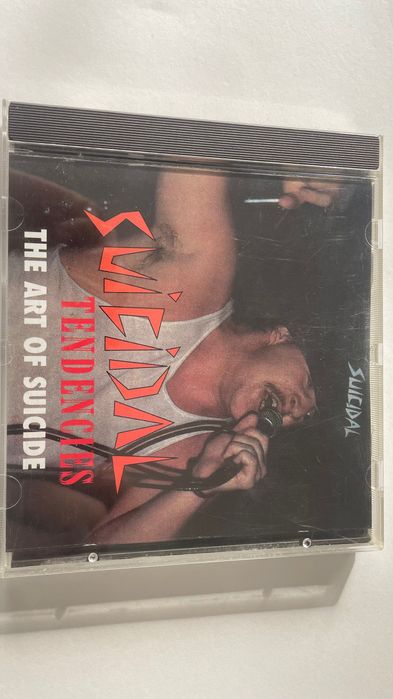 SUICIDAL
SUICIDAL
TENDENCIES
THE ART OF SUICIDE